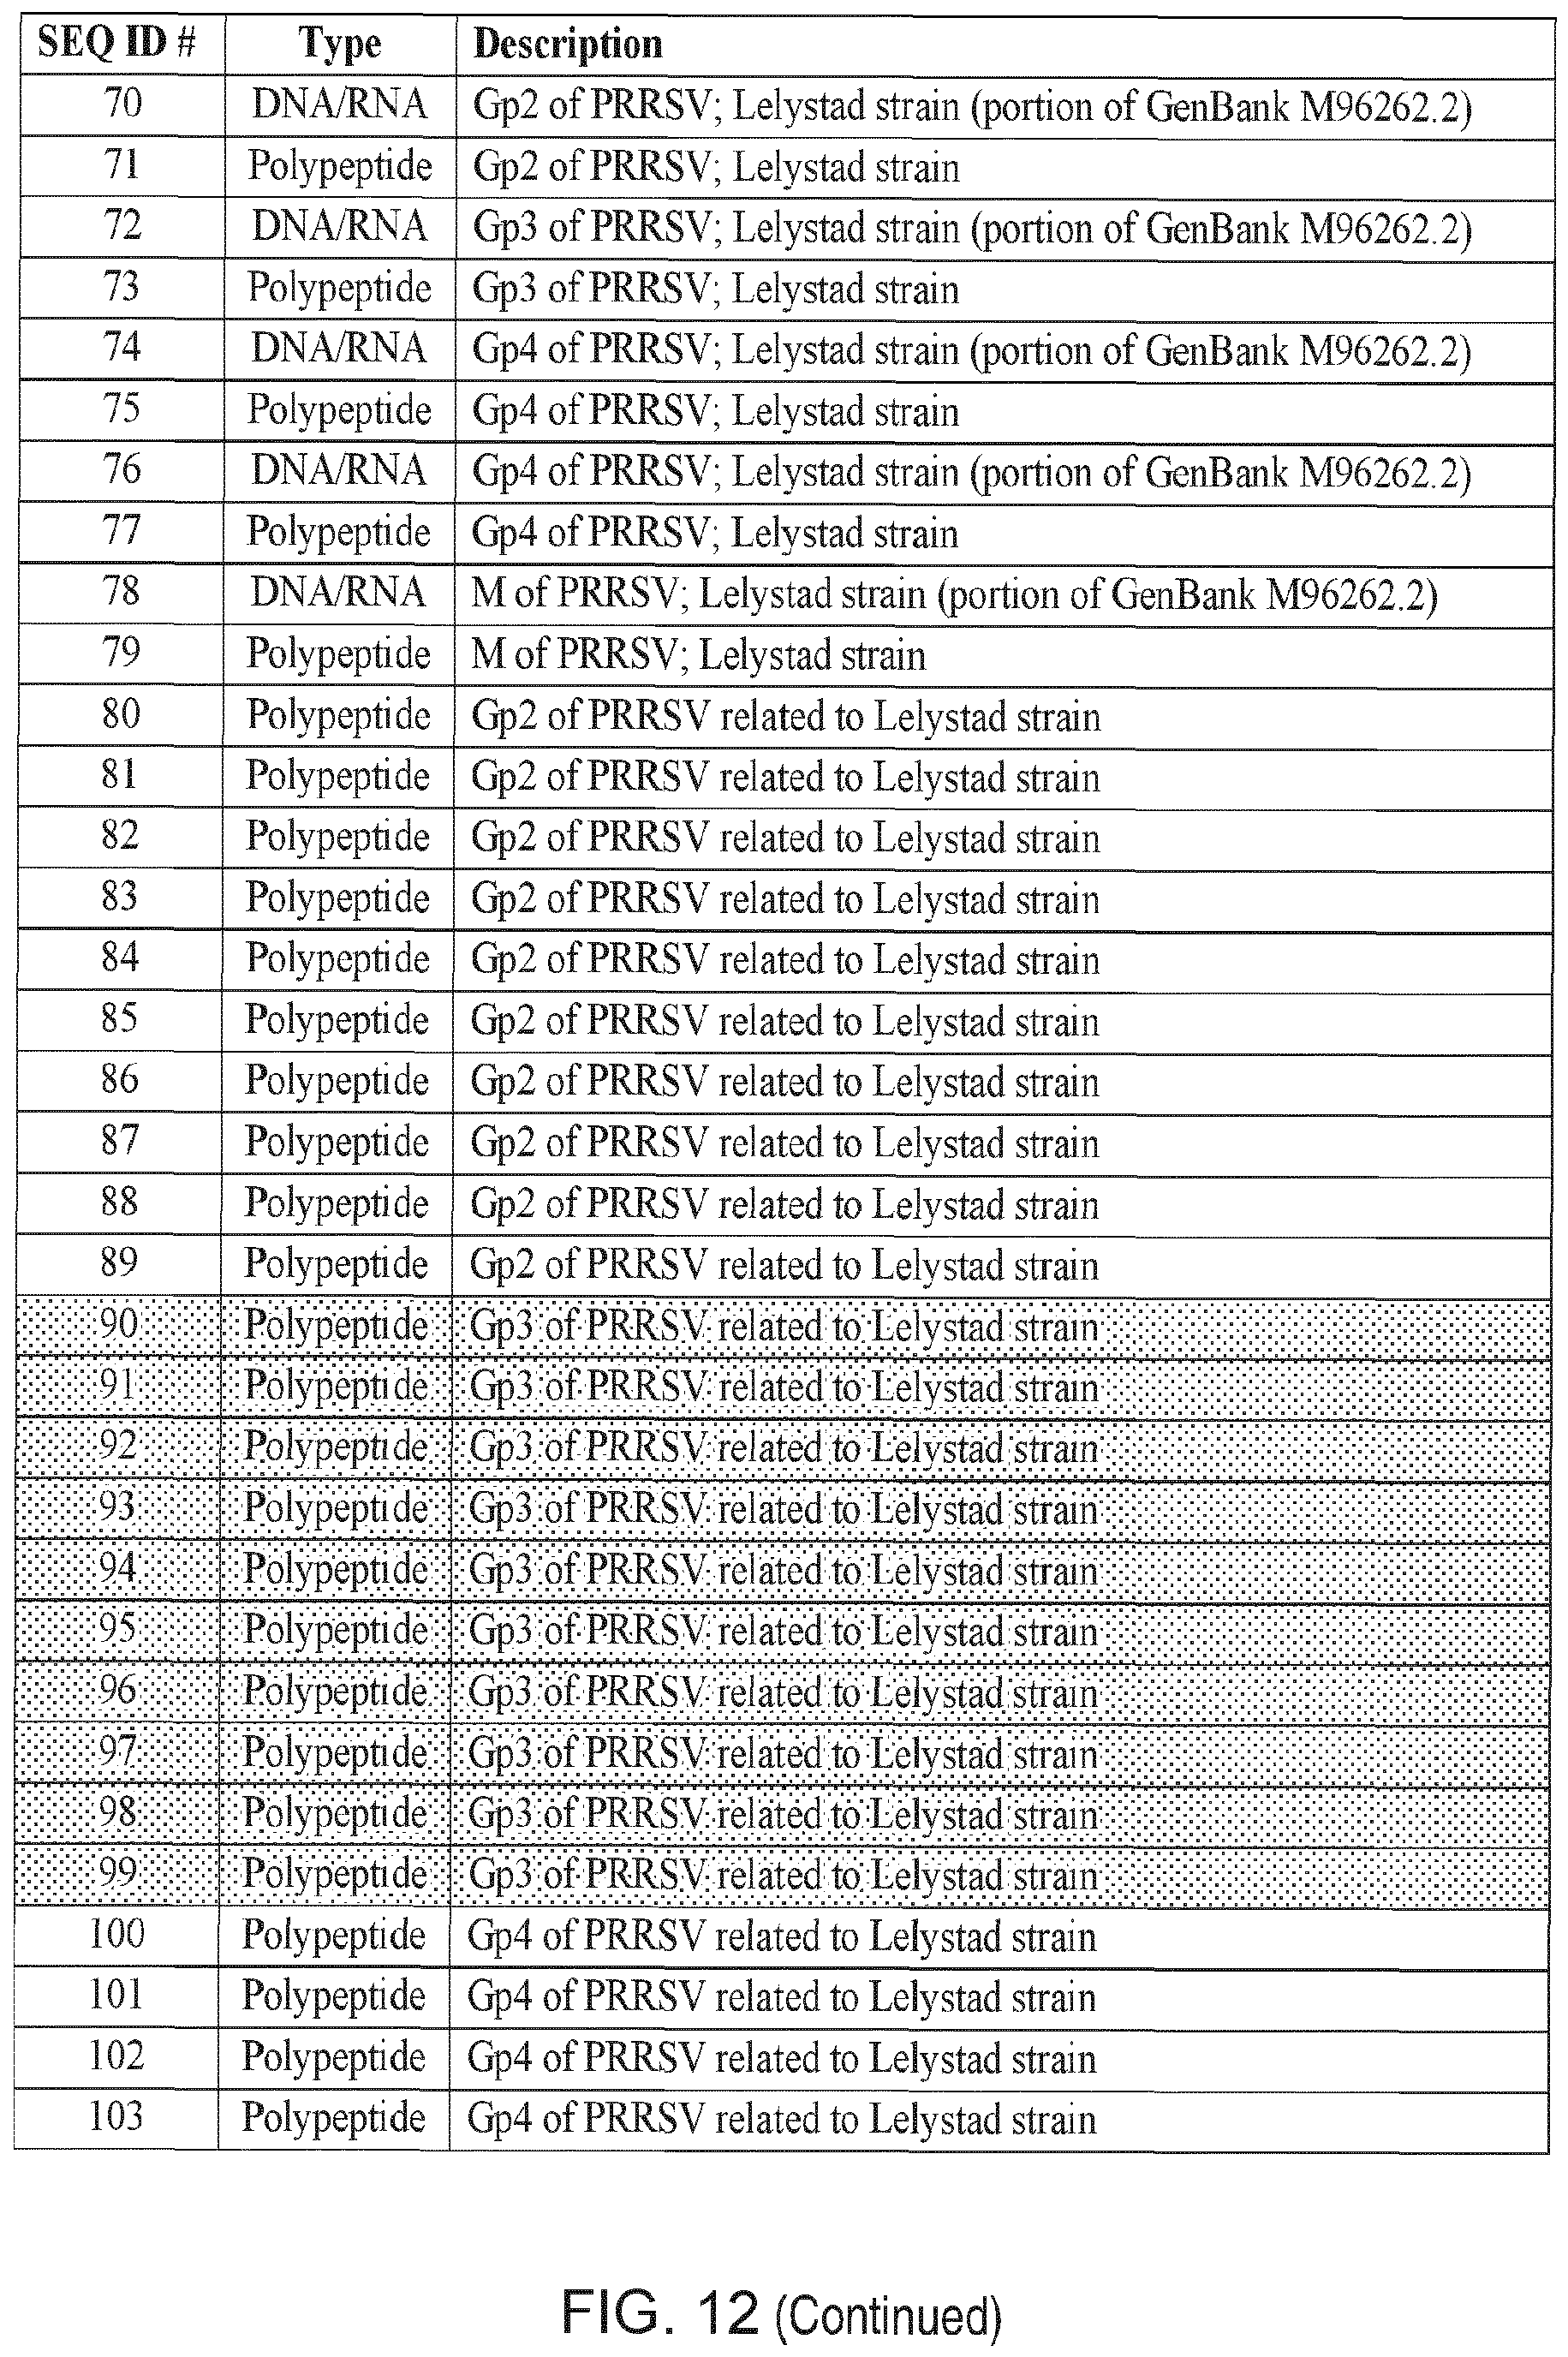 SEQ ID # Type Description
70 DNA/RNA Gp2 of PRRSV; Lelystad strain (portion of GenBank M96262.2)
71 Polypeptide Gp2 of PRRSV; Lelystad strain
72 DNA/RNA Gp3 of PRRSV; Lelystad strain (portion of GenBank M96262.2)
73 Polypeptide Gp3 of PRRSV; Lelystad strain
74 DNA/RNA Gp4 of PRRSV; Lelystad strain (portion of GenBank M96262.2)
75 Polypeptide Gp4 of PRRSV; Lelystad strain
76 DNA/RNA Gp4 of PRRSV; Lelystad strain (portion of GenBank M96262.2)
77 Polypeptide Gp4 of PRRSV; Lelystad strain
78 DNA/RNA M of PRRSV; Lelystad strain (portion of GenBank M96262.2)
79 Polypeptide M of PRRSV; Lelystad strain
80 Polypeptide Gp2 of PRRSV related to Lelystad strain
81 Polypeptide Gp2 of PRRSV related to Lelystad strain
82 Polypeptide Gp2 of PRRSV related to Lelystad strain
83 Polypeptide Gp2 of PRRSV related to Lelystad strain
84 Polypeptide Gp2 of PRRSV related to Lelystad strain
85 Polypeptide Gp2 of PRRSV related to Lelystad strain
86 Polypeptide Gp2 of PRRSV related to Lelystad strain
87 Polypeptide Gp2 of PRRSV related to Lelystad strain
88 Polypeptide Gp2 of PRRSV related to Lelystad strain
89 Polypeptide Gp2 of PRRSV related to Lelystad strain
90 Polypeptide Gp3 of PRRSV related to Lelystad strain
91 Polypeptide Gp3 of PRRSV related to Lelystad strain
92 Polypeptide Gp3 of PRRSV related to Lelystad strain
93 Polypeptide Gp3 of PRRSV related to Lelystad strain
94 Polypeptide Gp3 of PRRSV related to Lelystad strain
95 Polypeptide Gp3 of PRRSV related to Lelystad strain
96 Polypeptide Gp3 of PRRSV related to Lelystad strain
97 Polypeptide Gp3 of PRRSV related to Lelystad strain
98 Polypeptide Gp3 of PRRSV related to Lelystad strain
99 Polypeptide Gp3 of PRRSV related to Lelystad strain
100 Polypeptide Gp4 of PRRSV related to Lelystad strain
101 Polypeptide Gp4 of PRRSV related to Lelystad strain
102 Polypeptide Gp4 of PRRSV related to Lelystad strain
103 Polypeptide Gp4 of PRRSV related to Lelystad strain
FIG. 12 (Continued)